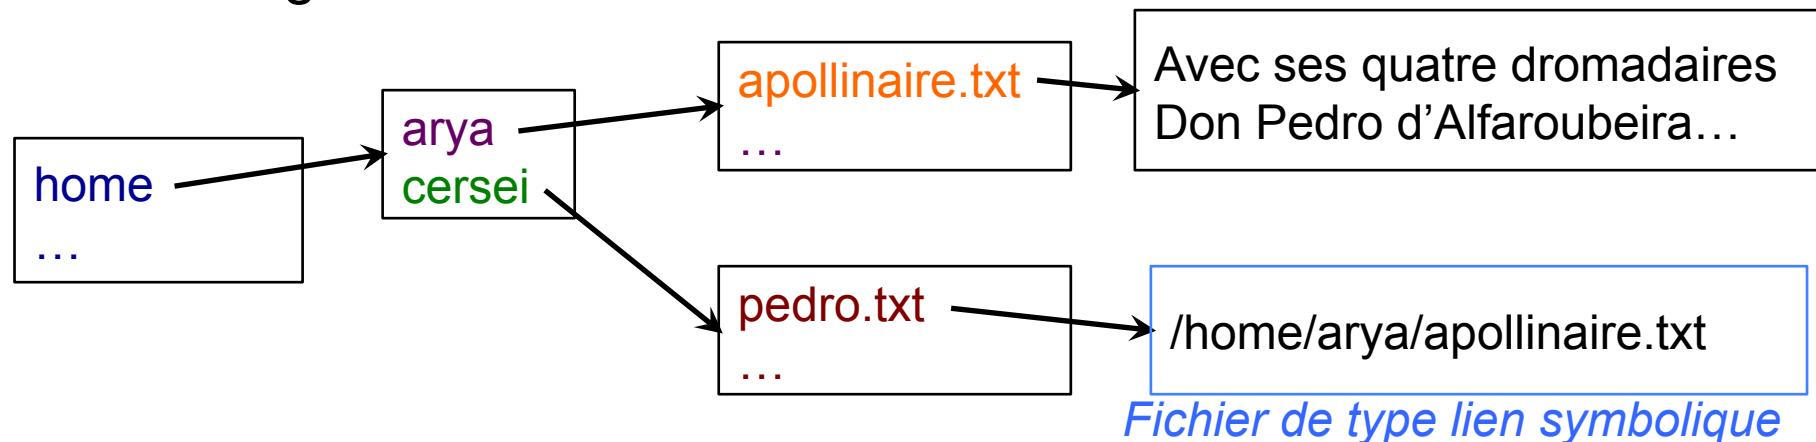 home
…
arya
cersei
apollinaire.txt
…
Avec ses quatre dromadaires
Don Pedro d’Alfaroubeira…
pedro.txt
…
/home/arya/apollinaire.txt
Fichier de type lien symbolique